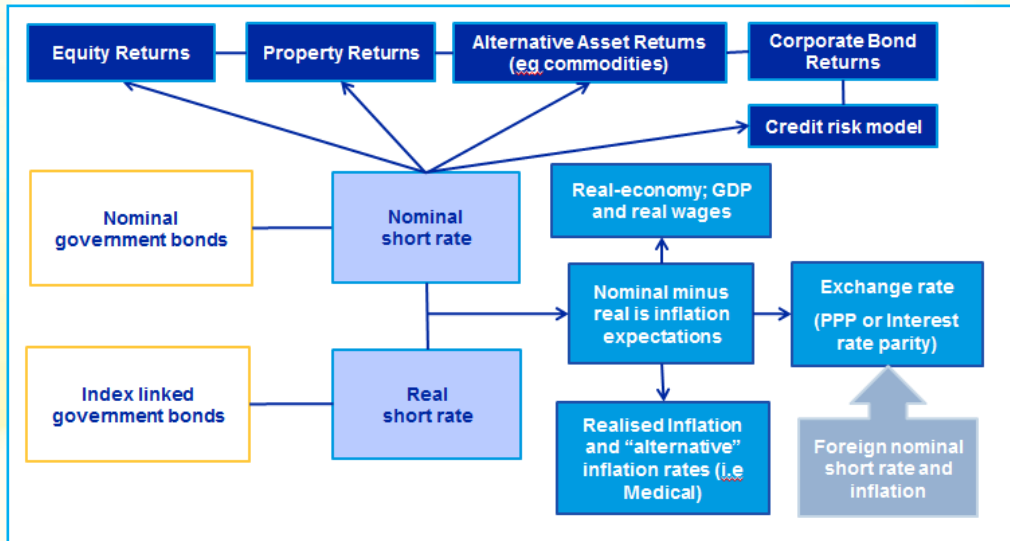 Equity Returns
Property Returns
Alternative Asset Returns
(eg commodities)
Corporate Bond
Returns
Credit risk model
Nominal
government bonds
Nominal
short rate
Real-economy; GDP
and real wages
Nominal minus
real is inflation
expectations
Exchange rate
(PPP or Interest
rate parity)
Index linked
government bonds
Real
short rate
Realised Inflation
and “alternative”
inflation rates (i.e
Medical)
Foreign nominal
short rate and
inflation